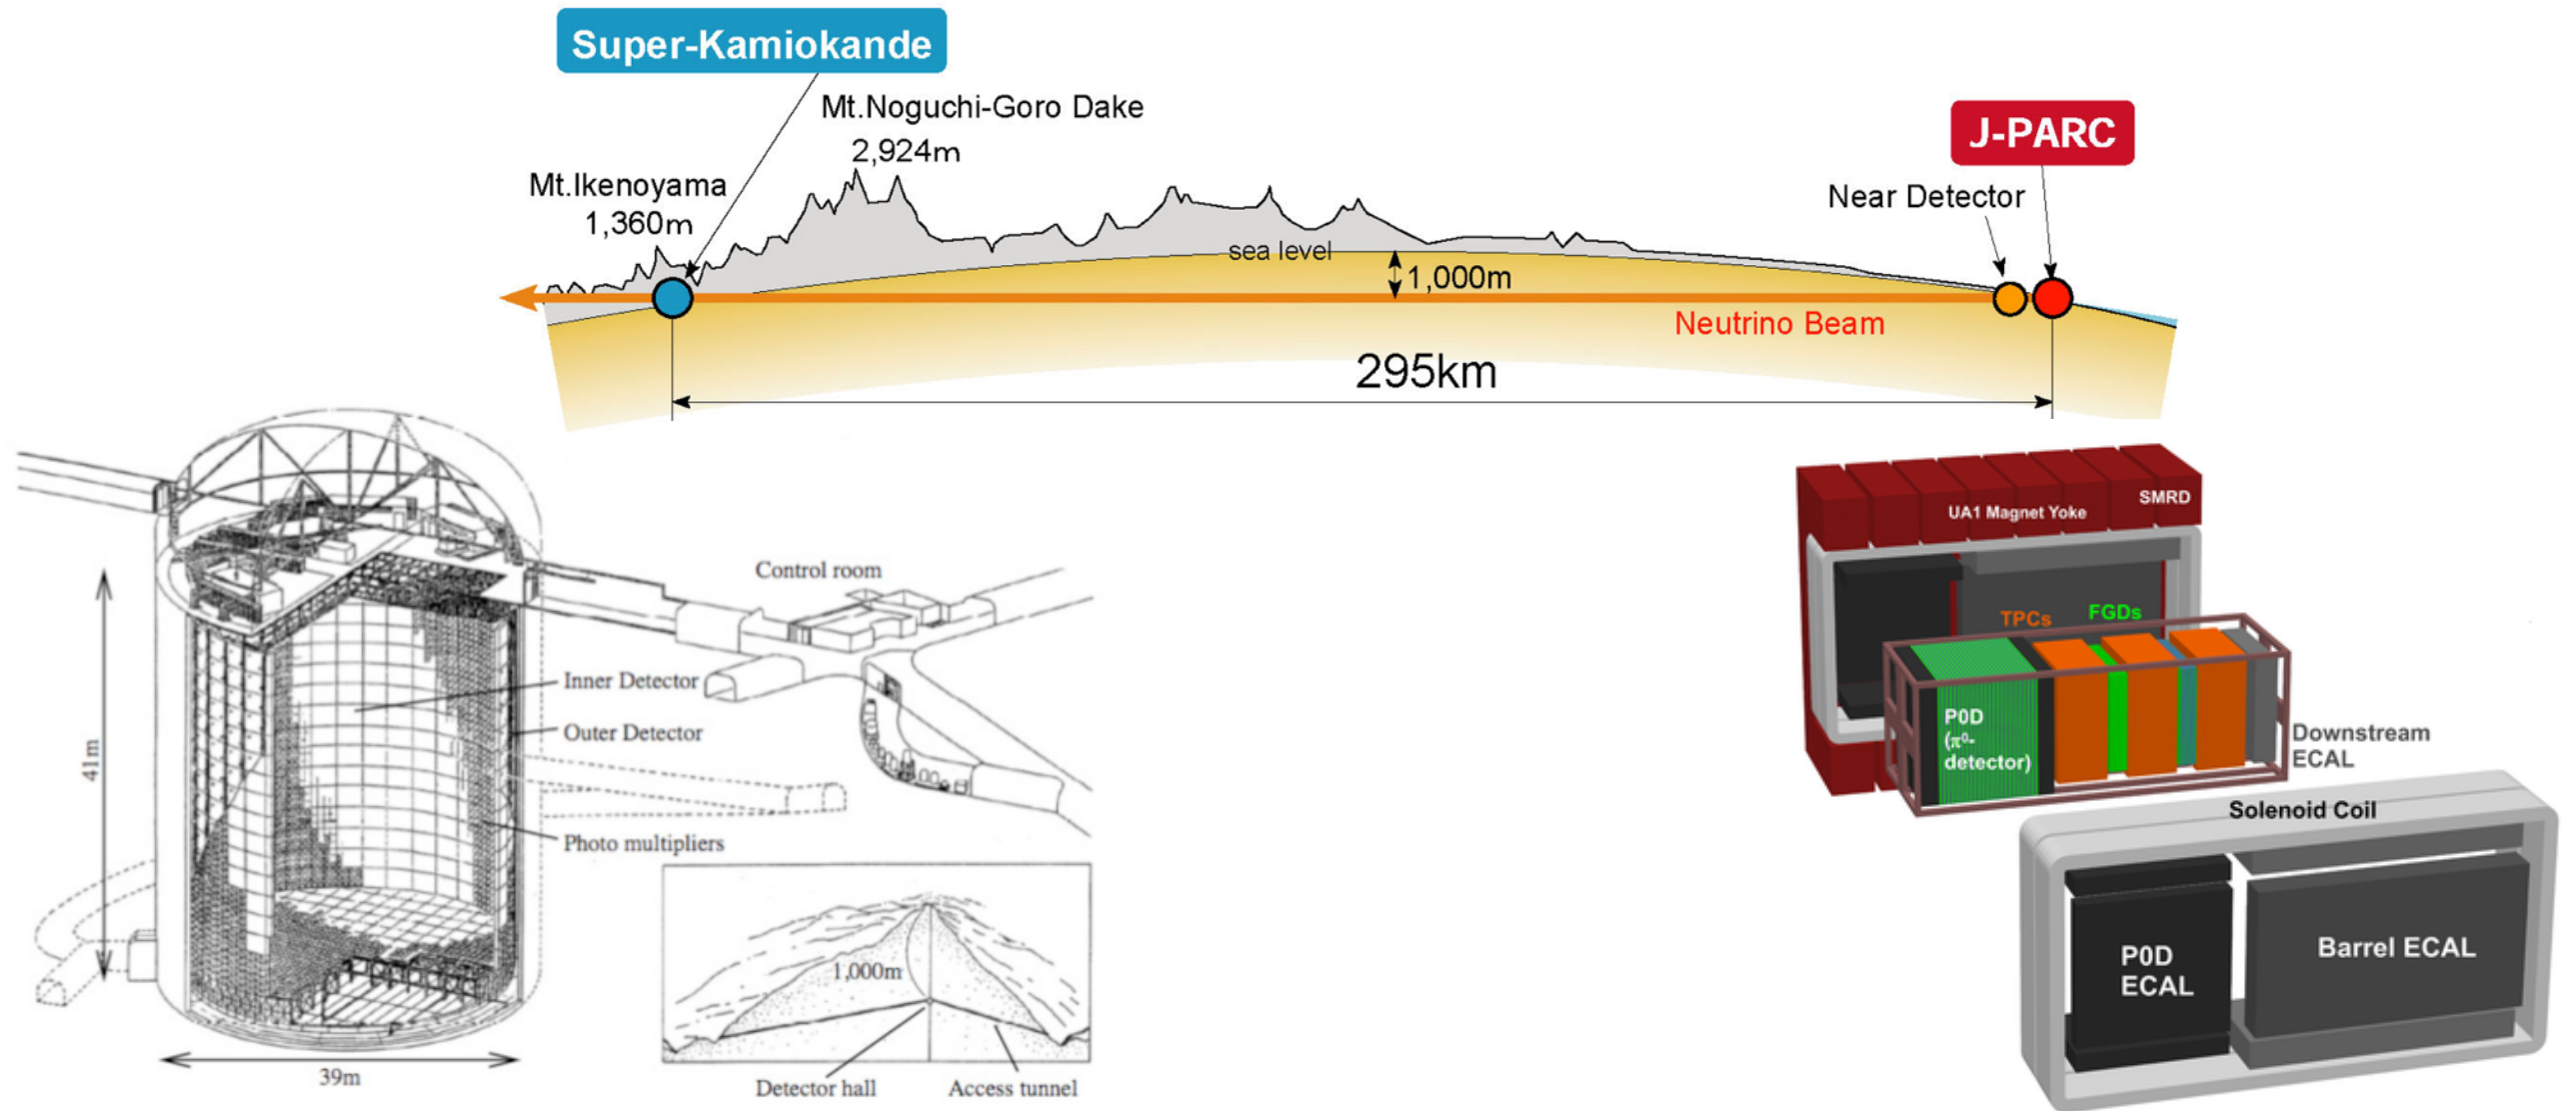 Super-Kamiokande
Mt.Noguchi-Goro Dake
2,924m
J-PARC
Mt.Ikenoyama
1,360m
Near Detector
sea level
1,000m
Neutrino Beam
295km
41m
39m
Control room
Inner Detector
Outer Detector
Photo multipliers
1,000m
Detector hall
Access tunnel
UA1 Magnet Yoke
SMRD
TPCs
FGDs
P0D
(π⁰-
detector)
Downstream
ECAL
Solenoid Coil
P0D
ECAL
Barrel ECAL